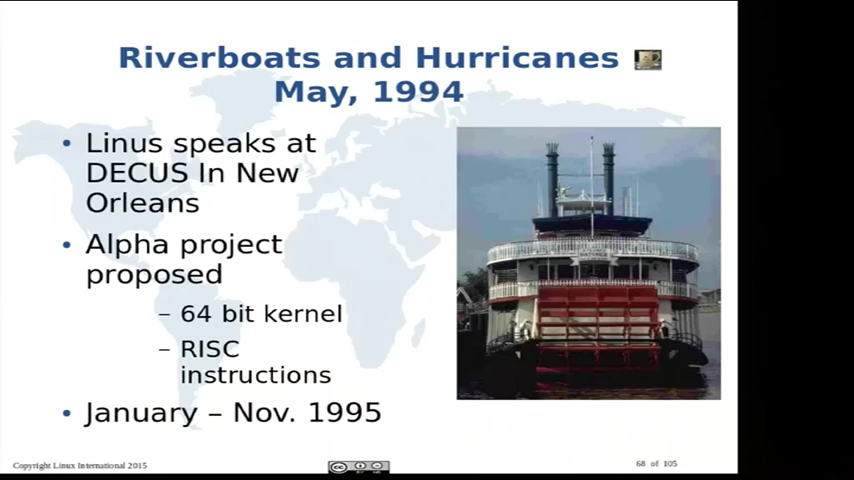 Riverboats and Hurricanes
May, 1994
• Linus speaks at
DECUS In New
Orleans
• Alpha project
proposed
– 64 bit kernel
– RISC
instructions
• January – Nov. 1995
Copyright Linux International 2015
68 of 105